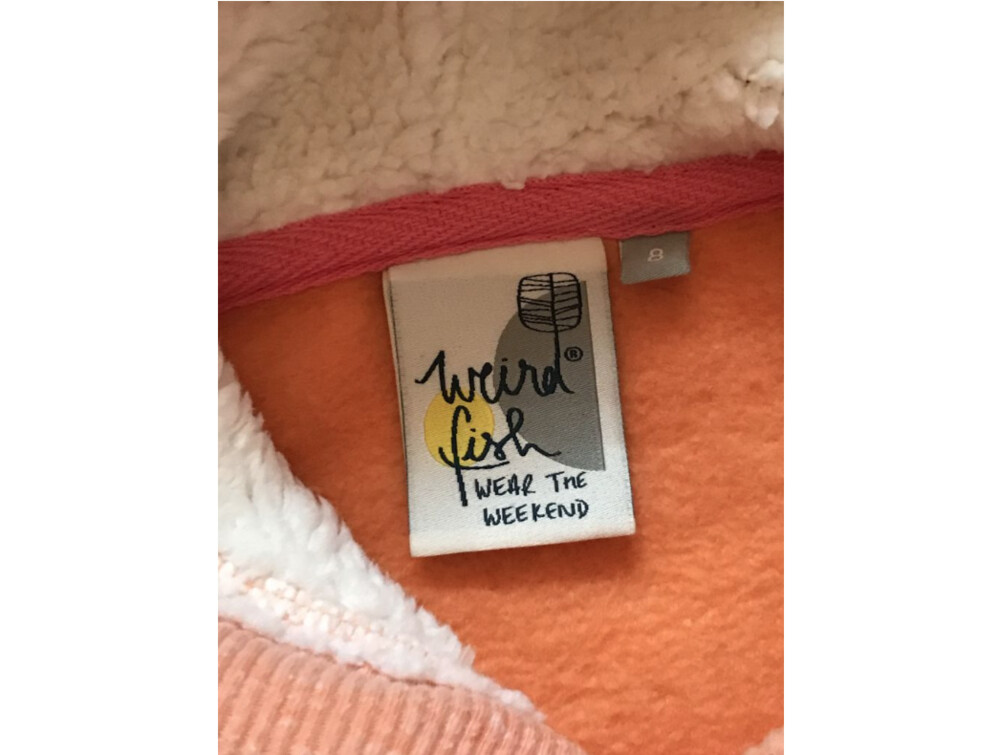 8
weird®
fish
WEAR THE
WEEKEND